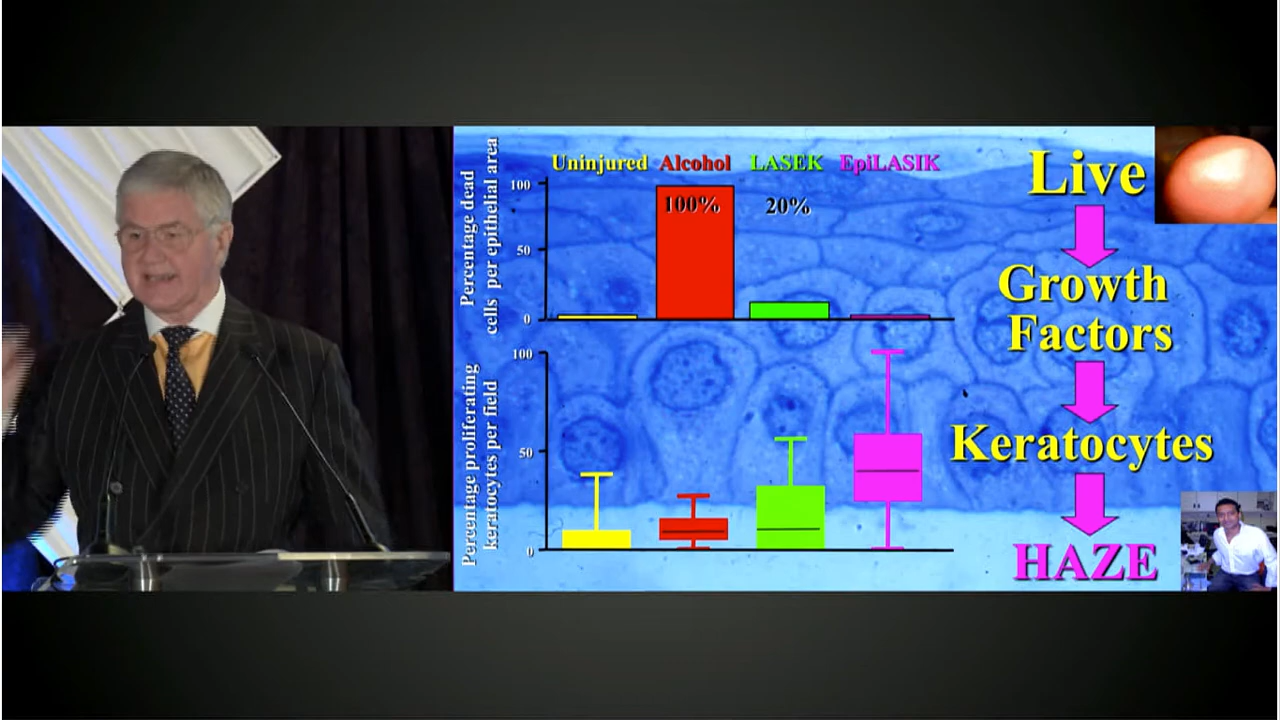 Uninjured Alcohol LASEK EpiLASIK
Percentage dead
cells per epithelial area
100
50
0
100% 20%
Percentage proliferating
keratocytes per field
100
50
0
Live
Growth
Factors
Keratocytes
HAZE